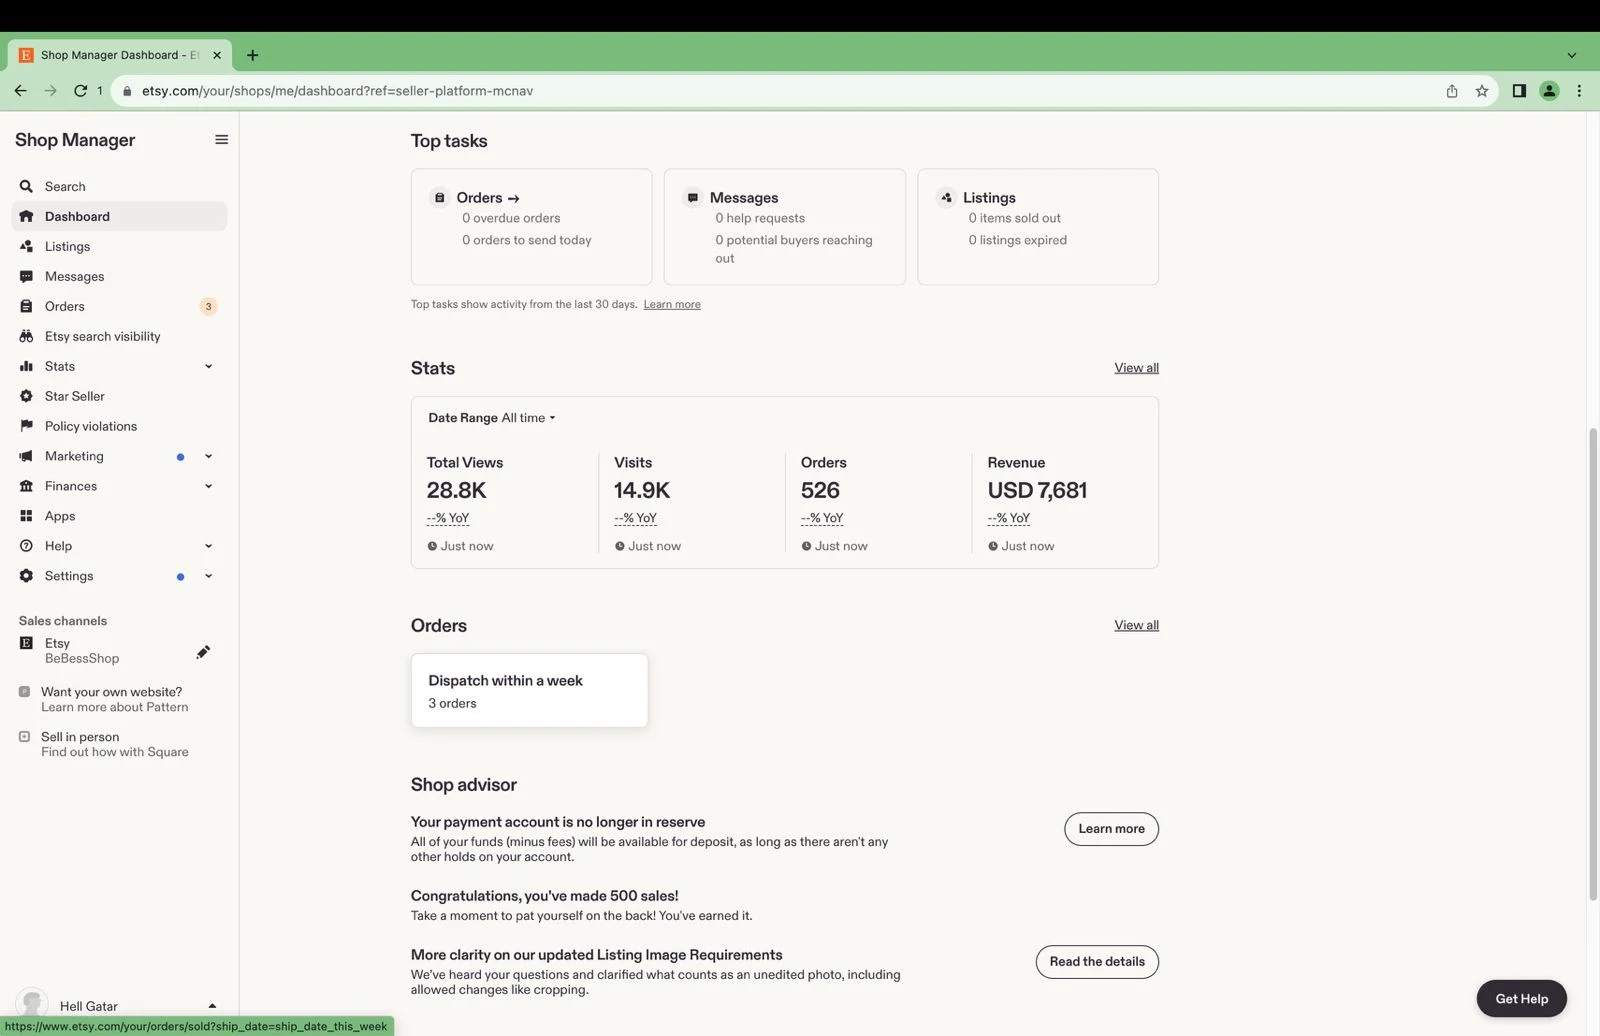 Shop Manager Dashboard - Et
1
etsy.com/your/shops/me/dashboard?ref=seller-platform-mcnav
Shop Manager
Search
Dashboard
Listings
Messages
Orders 3
Etsy search visibility
Stats
Star Seller
Policy violations
Marketing
Finances
Apps
Help
Settings
Sales channels
Etsy
BeBessShop
Want your own website?
Learn more about Pattern
Sell in person
Find out how with Square
Hell Gatar
https://www.etsy.com/your/orders/sold?ship_date=ship_date_this_week
Top tasks
Orders →
0 overdue orders
0 orders to send today
Messages
0 help requests
0 potential buyers reaching
out
Listings
0 items sold out
0 listings expired
Top tasks show activity from the last 30 days. Learn more
Stats View all
Date Range All time
Total Views
28.8K
--% YoY
Just now
Visits
14.9K
--% YoY
Just now
Orders
526
--% YoY
Just now
Revenue
USD 7,681
--% YoY
Just now
Orders View all
Dispatch within a week
3 orders
Shop advisor
Your payment account is no longer in reserve
All of your funds (minus fees) will be available for deposit, as long as there aren't any
other holds on your account.
Learn more
Congratulations, you've made 500 sales!
Take a moment to pat yourself on the back! You've earned it.
More clarity on our updated Listing Image Requirements
We've heard your questions and clarified what counts as an unedited photo, including
allowed changes like cropping.
Read the details
Get Help